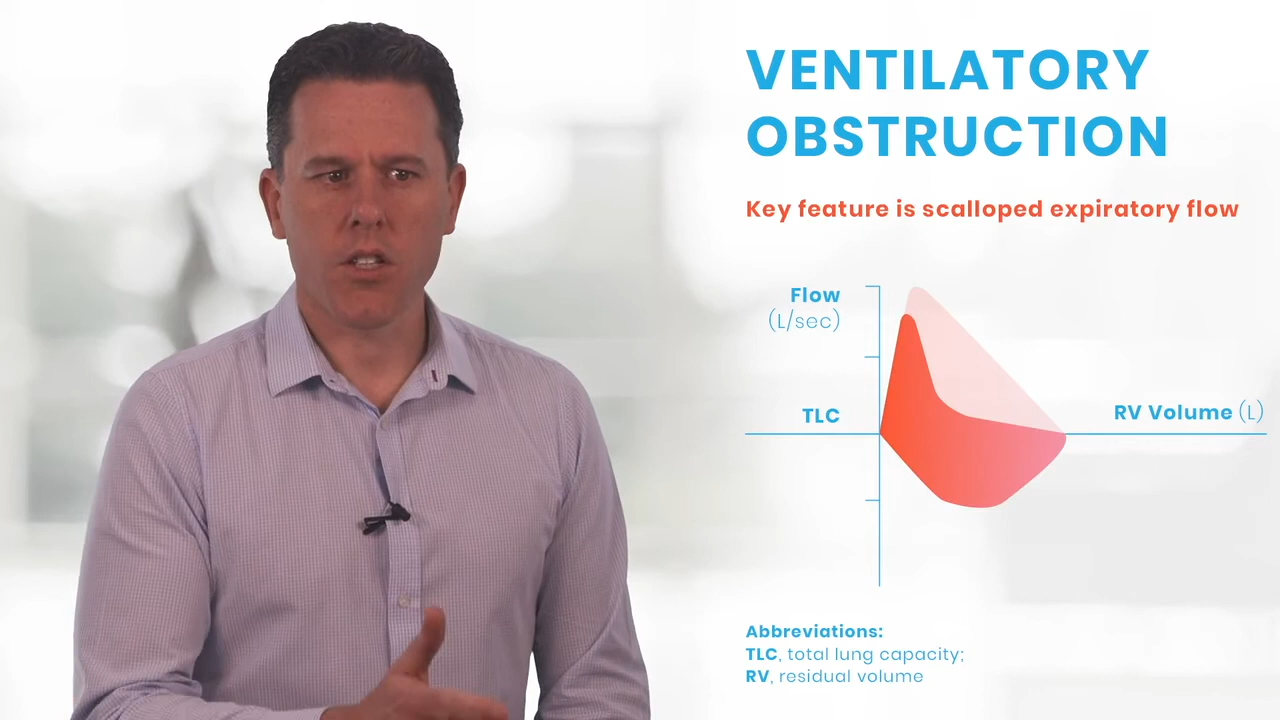 VENTILATORY
OBSTRUCTION
Key feature is scalloped expiratory flow
Flow
(L/sec)
TLC
RV Volume (L)
Abbreviations:
TLC, total lung capacity;
RV, residual volume